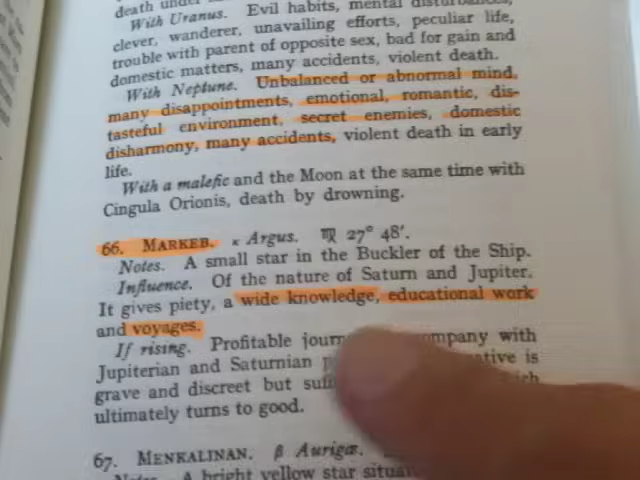 death under
With Uranus. Evil habits, mental disturbances,
clever, wanderer, unavailing efforts, peculiar life,
trouble with parent of opposite sex, bad for gain and
domestic matters, many accidents, violent death.
With Neptune. Unbalanced or abnormal mind,
many disappointments, emotional, romantic, dis-
tasteful environment, secret enemies, domestic
disharmony, many accidents, violent death in early
life.
With a malefic and the Moon at the same time with
Cingula Orionis, death by drowning.
66. MARKEB. κ Argus. ♍ 27° 48'.
Notes. A small star in the Buckler of the Ship.
Influence. Of the nature of Saturn and Jupiter.
It gives piety, a wide knowledge, educational work
and voyages.
If rising. Profitable company with
Jupiterian and Saturnian is
grave and discreet but
ultimately turns to good.
67. MENKALINAN. β Aurigæ.
Notes. A bright yellow star